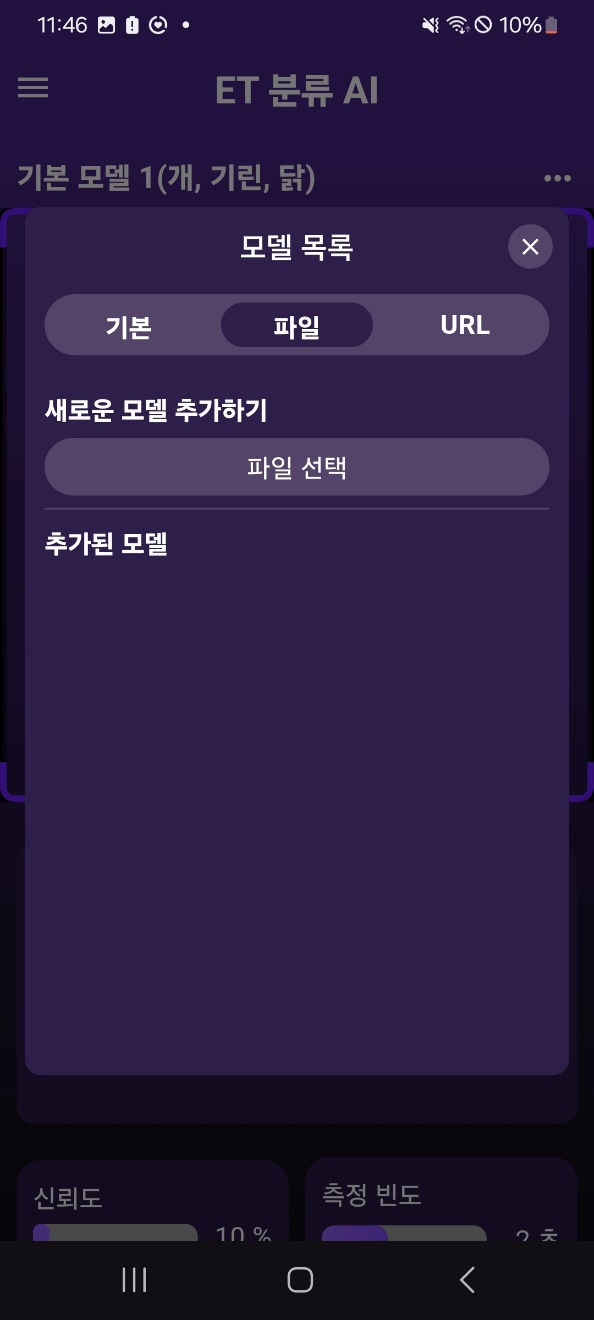 11:46
10%
ET 분류 AI
기본 모델 1(개, 기린, 닭)
모델 목록
기본 파일 URL
새로운 모델 추가하기
파일 선택
추가된 모델
신뢰도 측정 빈도
10 % 2 초